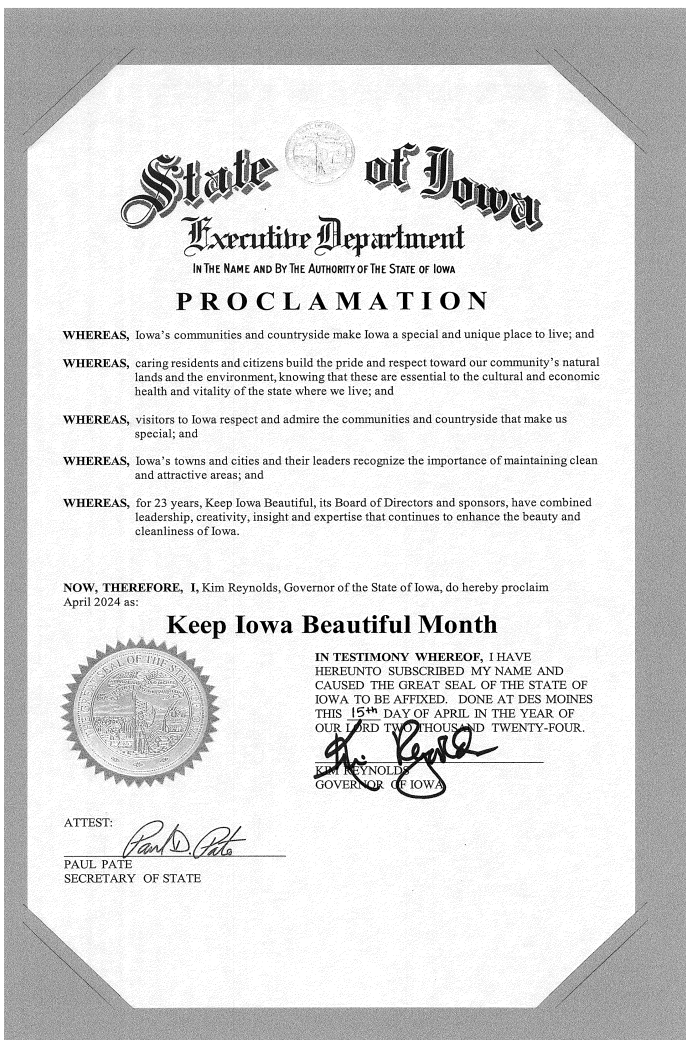 State of Iowa
Executive Department
IN THE NAME AND BY THE AUTHORITY OF THE STATE OF IOWA
PROCLAMATION
WHEREAS, Iowa's communities and countryside make Iowa a special and unique place to live; and
WHEREAS, caring residents and citizens build the pride and respect toward our community's natural
lands and the environment, knowing that these are essential to the cultural and economic
health and vitality of the state where we live; and
WHEREAS, visitors to Iowa respect and admire the communities and countryside that make us
special; and
WHEREAS, Iowa's towns and cities and their leaders recognize the importance of maintaining clean
and attractive areas; and
WHEREAS, for 23 years, Keep Iowa Beautiful, its Board of Directors and sponsors, have combined
leadership, creativity, insight and expertise that continues to enhance the beauty and
cleanliness of Iowa.
NOW, THEREFORE, I, Kim Reynolds, Governor of the State of Iowa, do hereby proclaim
April 2024 as:
Keep Iowa Beautiful Month
IN TESTIMONY WHEREOF, I HAVE
HEREUNTO SUBSCRIBED MY NAME AND
CAUSED THE GREAT SEAL OF THE STATE OF
IOWA TO BE AFFIXED. DONE AT DES MOINES
THIS 15th DAY OF APRIL IN THE YEAR OF
OUR LORD TWO THOUSAND TWENTY-FOUR.
Kim Reynolds
KIM REYNOLDS
GOVERNOR OF IOWA
ATTEST:
Paul D. Pate
PAUL PATE
SECRETARY OF STATE